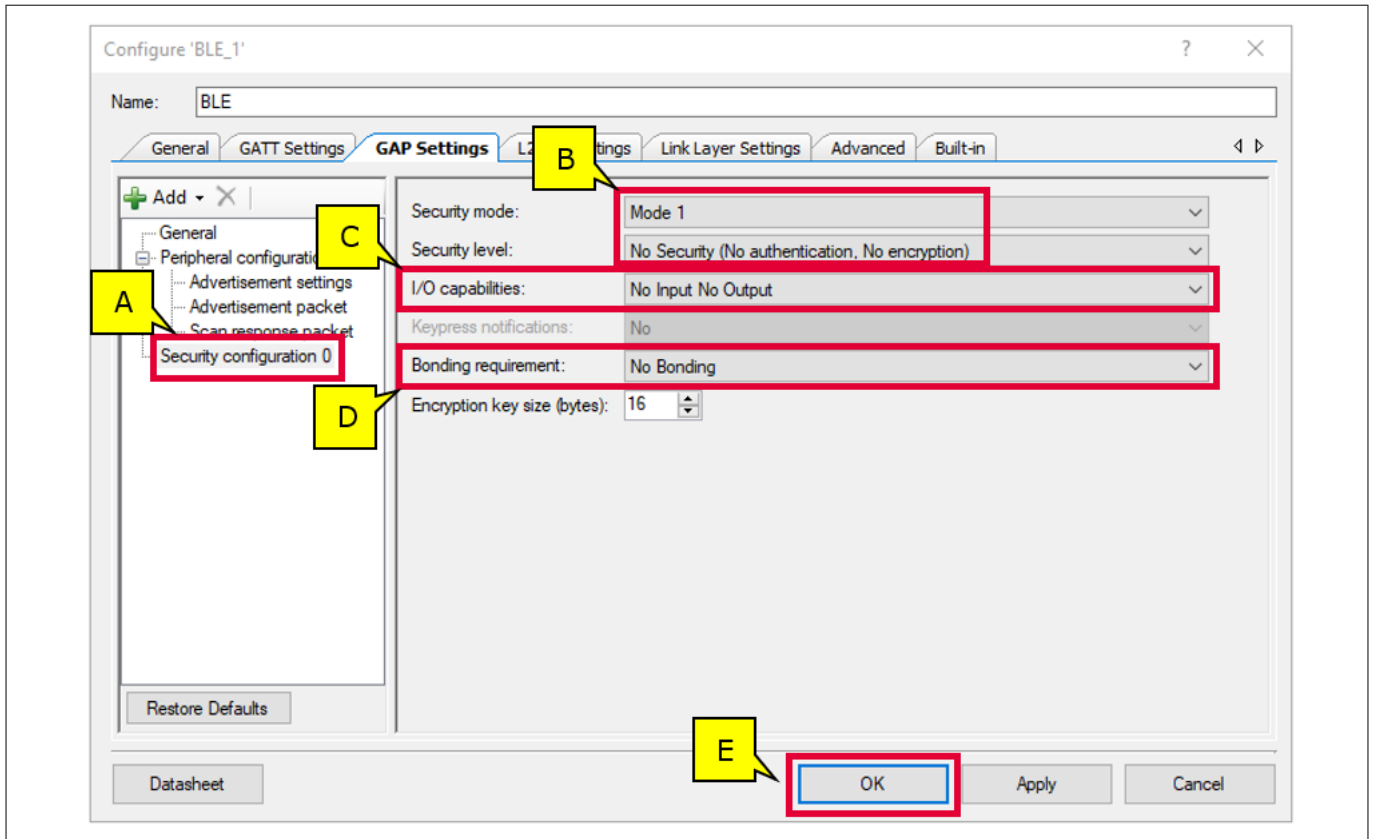 Configure 'BLE_1' ?
Name: BLE
General GATT Settings GAP Settings L2 tings Link Layer Settings Advanced Built-in
B
Add
Security mode: Mode 1
General
C
Security level: No Security (No authentication, No encryption)
Peripheral configuratio
Advertisement settings
I/O capabilities: No Input No Output
A
Advertisement packet
Scan response packet
Keypress notifications: No
Security configuration 0
Bonding requirement: No Bonding
D
Encryption key size (bytes): 16
Restore Defaults
E
Datasheet OK Apply Cancel